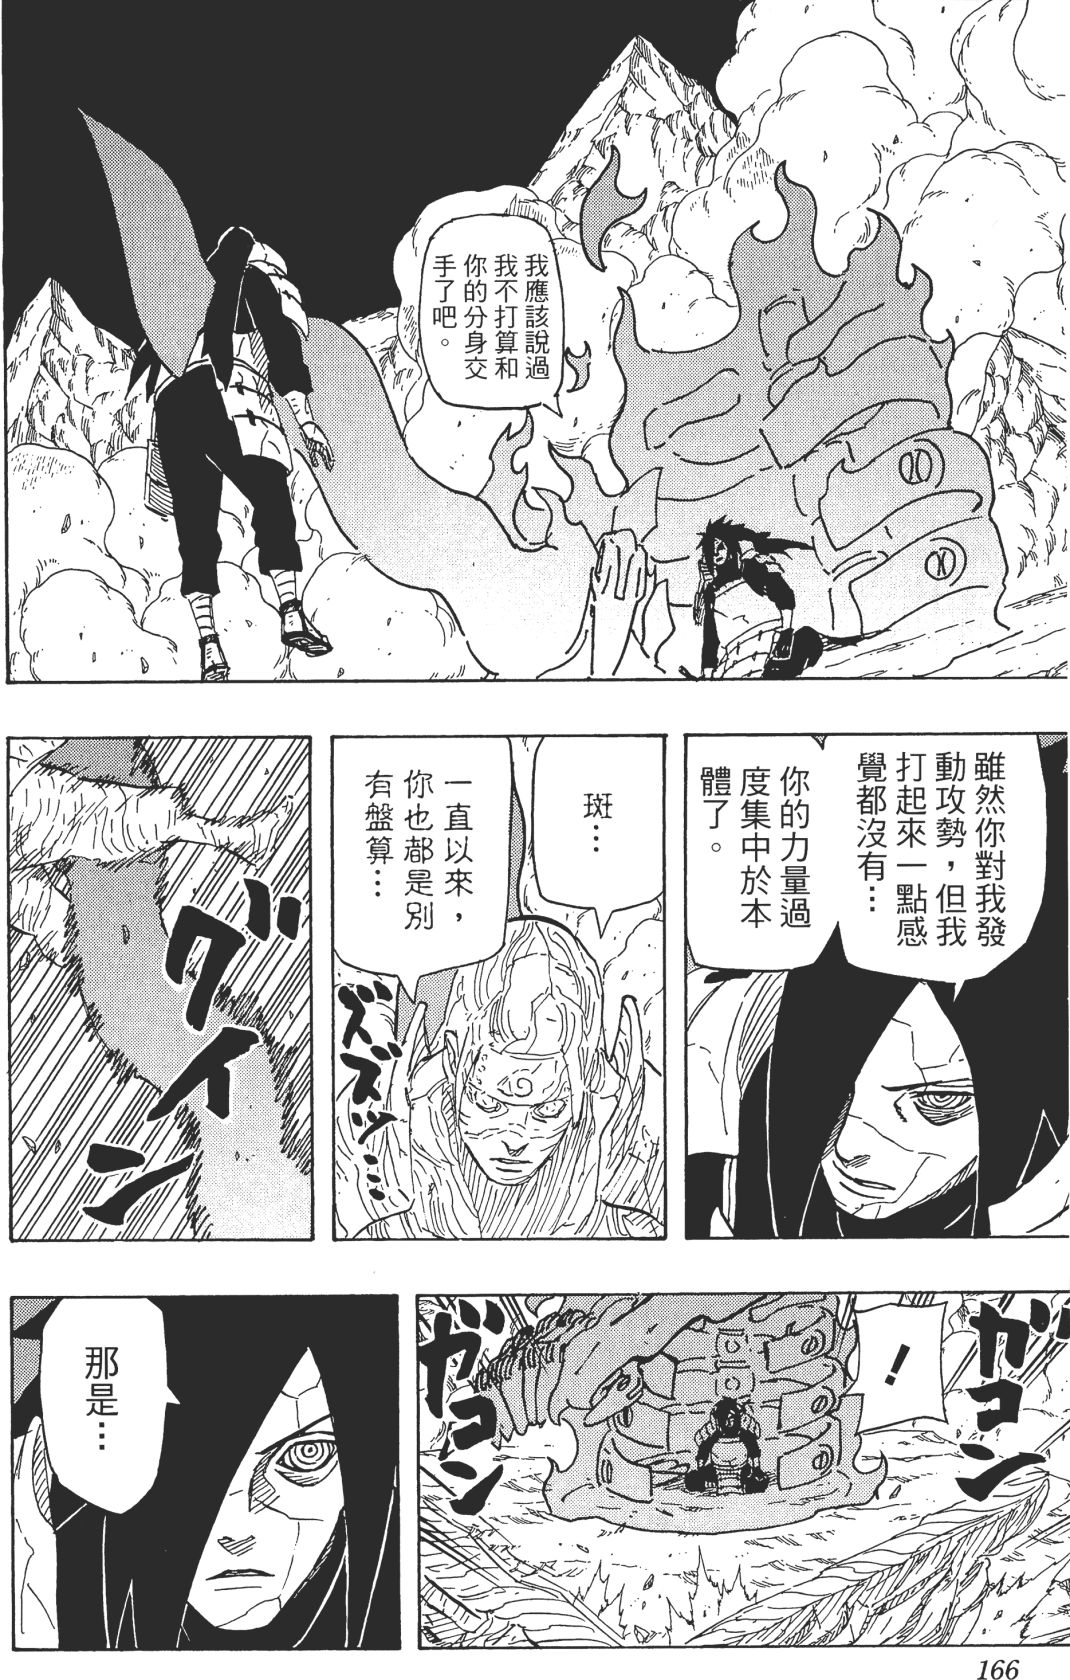 我應該說過
我不打算和
你的分身交
手了吧。
雖然你對我發
動攻勢，但我
打起來一點感
覺都沒有…
你的力量過
度集中於本
體了。
斑…
一直以來，
你也都是別
有盤算…
ズズズッ…
グイン
！
ガコン
ガコン
那是…
166